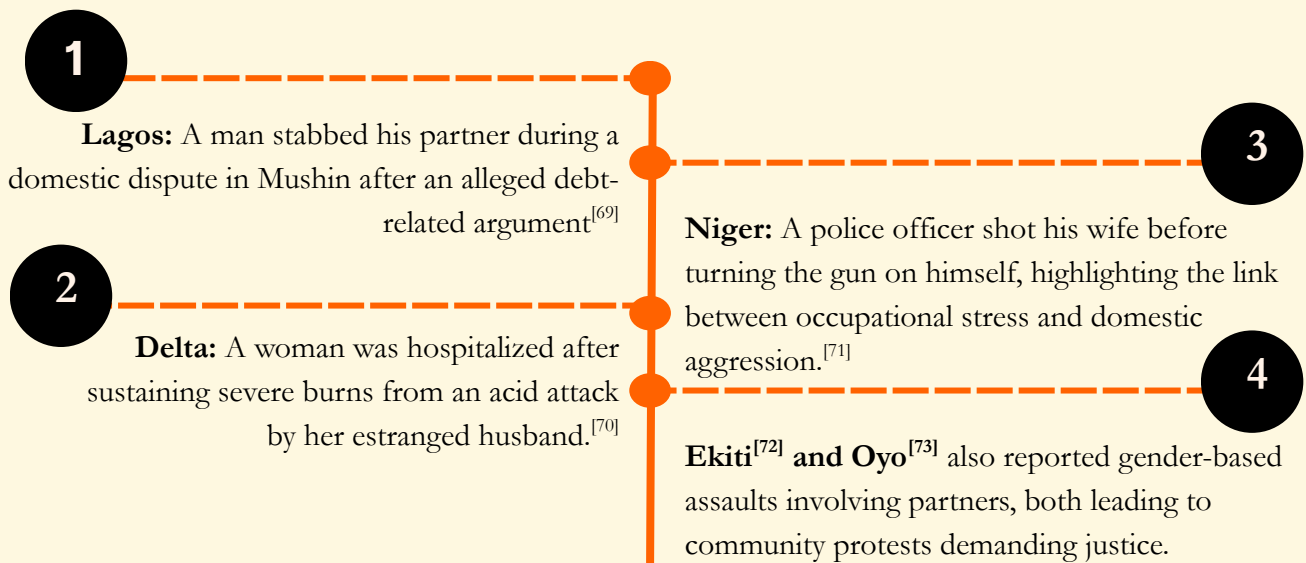 1
Lagos: A man stabbed his partner during a
domestic dispute in Mushin after an alleged debt-
related argument[69]
2
Delta: A woman was hospitalized after
sustaining severe burns from an acid attack
by her estranged husband.[70]
3
Niger: A police officer shot his wife before
turning the gun on himself, highlighting the link
between occupational stress and domestic
aggression.[71]
4
Ekiti[72] and Oyo[73] also reported gender-based
assaults involving partners, both leading to
community protests demanding justice.